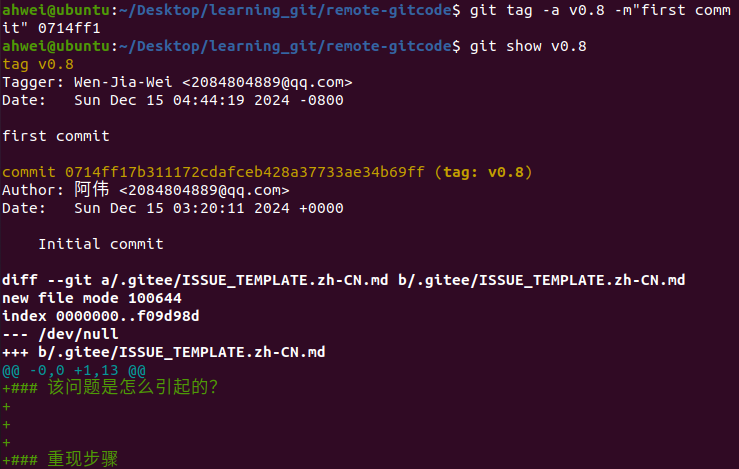 ahwei@ubuntu:~/Desktop/learning_git/remote-gitcode$ git tag -a v0.8 -m"first comm
it" 0714ff1
ahwei@ubuntu:~/Desktop/learning_git/remote-gitcode$ git show v0.8
tag v0.8
Tagger: Wen-Jia-Wei <2084804889@qq.com>
Date:   Sun Dec 15 04:44:19 2024 -0800
first commit
commit 0714ff17b311172cdafceb428a37733ae34b69ff (tag: v0.8)
Author: 阿伟 <2084804889@qq.com>
Date:   Sun Dec 15 03:20:11 2024 +0000
    Initial commit
diff --git a/.gitee/ISSUE_TEMPLATE.zh-CN.md b/.gitee/ISSUE_TEMPLATE.zh-CN.md
new file mode 100644
index 0000000..f09d98d
--- /dev/null
+++ b/.gitee/ISSUE_TEMPLATE.zh-CN.md
@@ -0,0 +1,13 @@
+### 该问题是怎么引起的？
+
+
+
+### 重现步骤